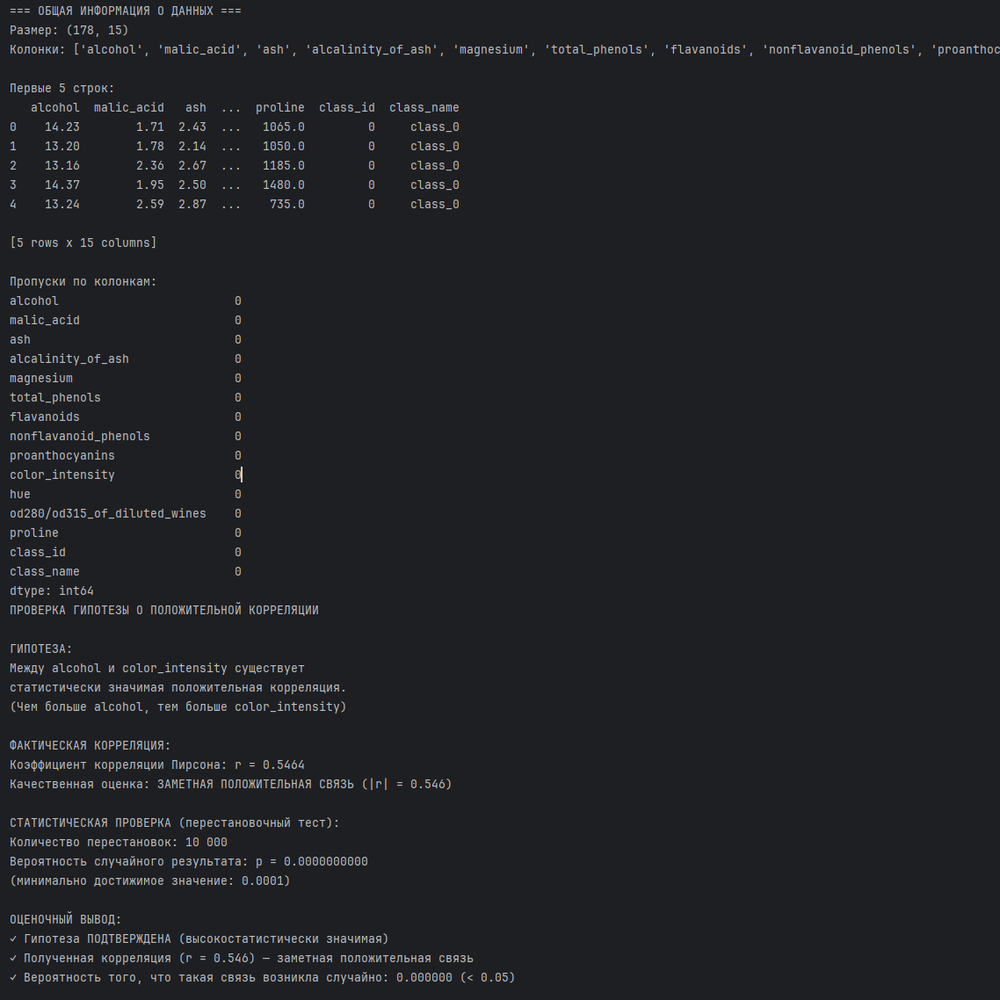 === ОБЩАЯ ИНФОРМАЦИЯ О ДАННЫХ ===
Размер: (178, 15)
Колонки: ['alcohol', 'malic_acid', 'ash', 'alcalinity_of_ash', 'magnesium', 'total_phenols', 'flavanoids', 'nonflavanoid_phenols', 'proanthoc
Первые 5 строк:
   alcohol  malic_acid   ash  ...  proline  class_id  class_name
0    14.23        1.71  2.43  ...   1065.0         0     class_0
1    13.20        1.78  2.14  ...   1050.0         0     class_0
2    13.16        2.36  2.67  ...   1185.0         0     class_0
3    14.37        1.95  2.50  ...   1480.0         0     class_0
4    13.24        2.59  2.87  ...    735.0         0     class_0
[5 rows x 15 columns]
Пропуски по колонкам:
alcohol                         0
malic_acid                      0
ash                             0
alcalinity_of_ash               0
magnesium                       0
total_phenols                   0
flavanoids                      0
nonflavanoid_phenols            0
proanthocyanins                 0
color_intensity                 0
hue                             0
od280/od315_of_diluted_wines    0
proline                         0
class_id                        0
class_name                      0
dtype: int64
ПРОВЕРКА ГИПОТЕЗЫ О ПОЛОЖИТЕЛЬНОЙ КОРРЕЛЯЦИИ
ГИПОТЕЗА:
Между alcohol и color_intensity существует
статистически значимая положительная корреляция.
(Чем больше alcohol, тем больше color_intensity)
ФАКТИЧЕСКАЯ КОРРЕЛЯЦИЯ:
Коэффициент корреляции Пирсона: r = 0.5464
Качественная оценка: ЗАМЕТНАЯ ПОЛОЖИТЕЛЬНАЯ СВЯЗЬ (|r| = 0.546)
СТАТИСТИЧЕСКАЯ ПРОВЕРКА (перестановочный тест):
Количество перестановок: 10 000
Вероятность случайного результата: p = 0.0000000000
(минимально достижимое значение: 0.0001)
ОЦЕНОЧНЫЙ ВЫВОД:
✓ Гипотеза ПОДТВЕРЖДЕНА (высокостатистически значимая)
✓ Полученная корреляция (r = 0.546) — заметная положительная связь
✓ Вероятность того, что такая связь возникла случайно: 0.000000 (< 0.05)